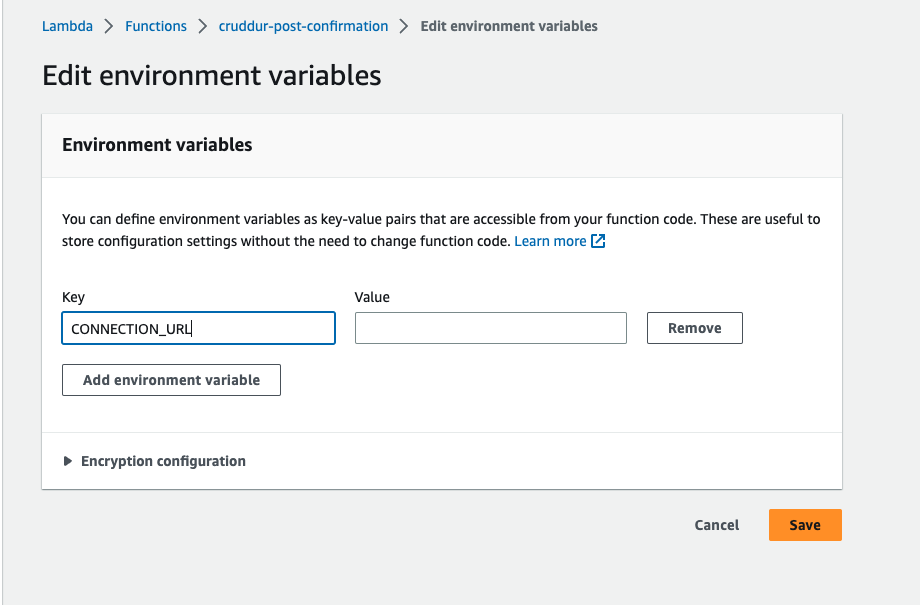 Lambda > Functions > cruddur-post-confirmation > Edit environment variables
Edit environment variables
Environment variables
You can define environment variables as key-value pairs that are accessible from your function code. These are useful to
store configuration settings without the need to change function code. Learn more
Key Value
CONNECTION_URL Remove
Add environment variable
Encryption configuration
Cancel Save